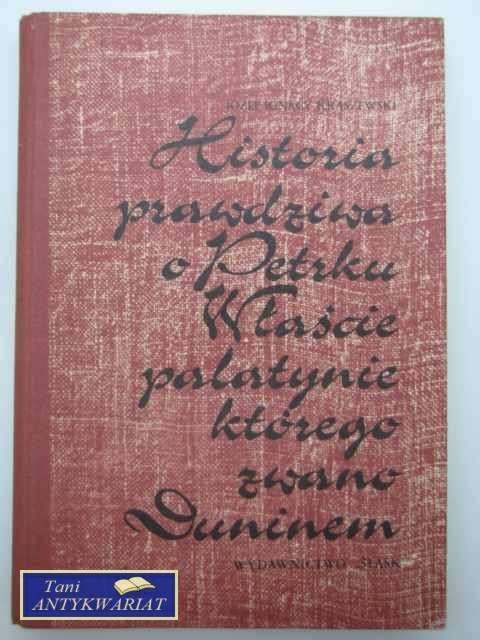 JÓZEF IGNACY KRASZEWSKI
Historia
prawdziwa
o Petrku
Właście
palatynie
którego
zwano
Duninem
WYDAWNICTWO ŚLĄSK
Tani
ANTYKWARIAT